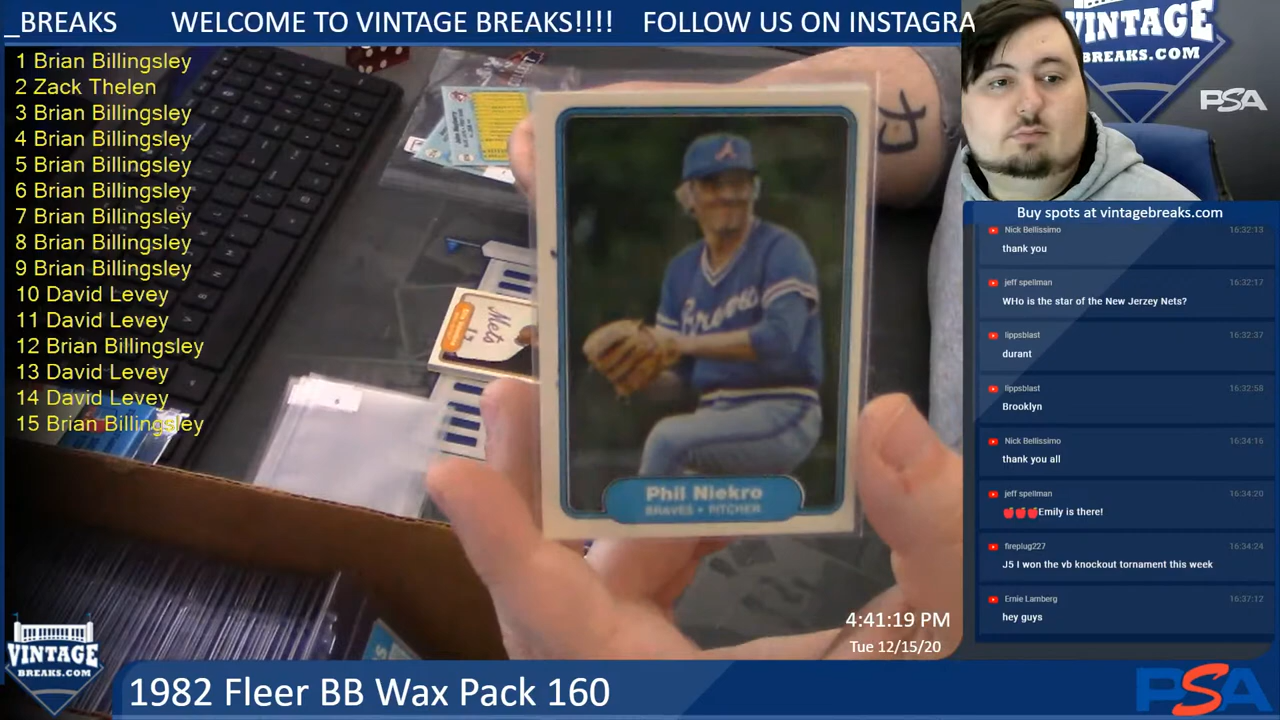 _BREAKS WELCOME TO VINTAGE BREAKS!!!! FOLLOW US ON INSTAGRA
1 Brian Billingsley
2 Zack Thelen
3 Brian Billingsley
4 Brian Billingsley
5 Brian Billingsley
6 Brian Billingsley
7 Brian Billingsley
8 Brian Billingsley
9 Brian Billingsley
10 David Levey
11 David Levey
12 Brian Billingsley
13 David Levey
14 David Levey
15 Brian Billingsley
Mets
Braves
Phil Niekro
BRAVES • PITCHER
4:41:19 PM
Tue 12/15/20
VINTAGE
BREAKS.COM
1982 Fleer BB Wax Pack 160
VINTAGE
BREAKS.COM
PSA
Buy spots at vintagebreaks.com
Nick Bellissimo 16:32:13
thank you
jeff spellman 16:32:17
WHo is the star of the New Jerzey Nets?
lippsblast 16:32:37
durant
lippsblast 16:32:58
Brooklyn
Nick Bellissimo 16:34:16
thank you all
jeff spellman 16:34:20
🍎🍎🍎Emily is there!
fireplug227 16:34:24
J5 I won the vb knockout tornament this week
Ernie Lamberg 16:37:12
hey guys
PSA